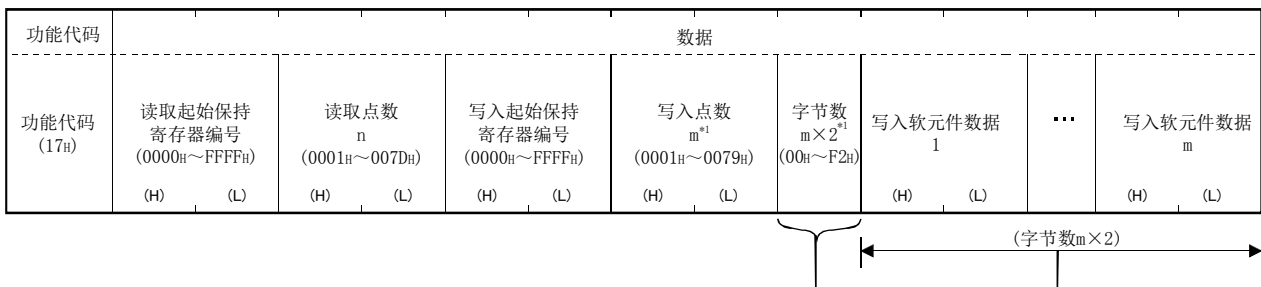 功能代码
数据
功能代码
(17H)
读取起始保持
寄存器编号
(0000H～FFFFH)
(H) (L)
读取点数
n
(0001H～007DH)
(H) (L)
写入起始保持
寄存器编号
(0000H～FFFFH)
(H) (L)
写入点数
m*1
(0001H～0079H)
(H) (L)
字节数
m×2*1
(00H～F2H)
写入软元件数据
1
(H) (L)
…
写入软元件数据
m
(H) (L)
(字节数m×2)